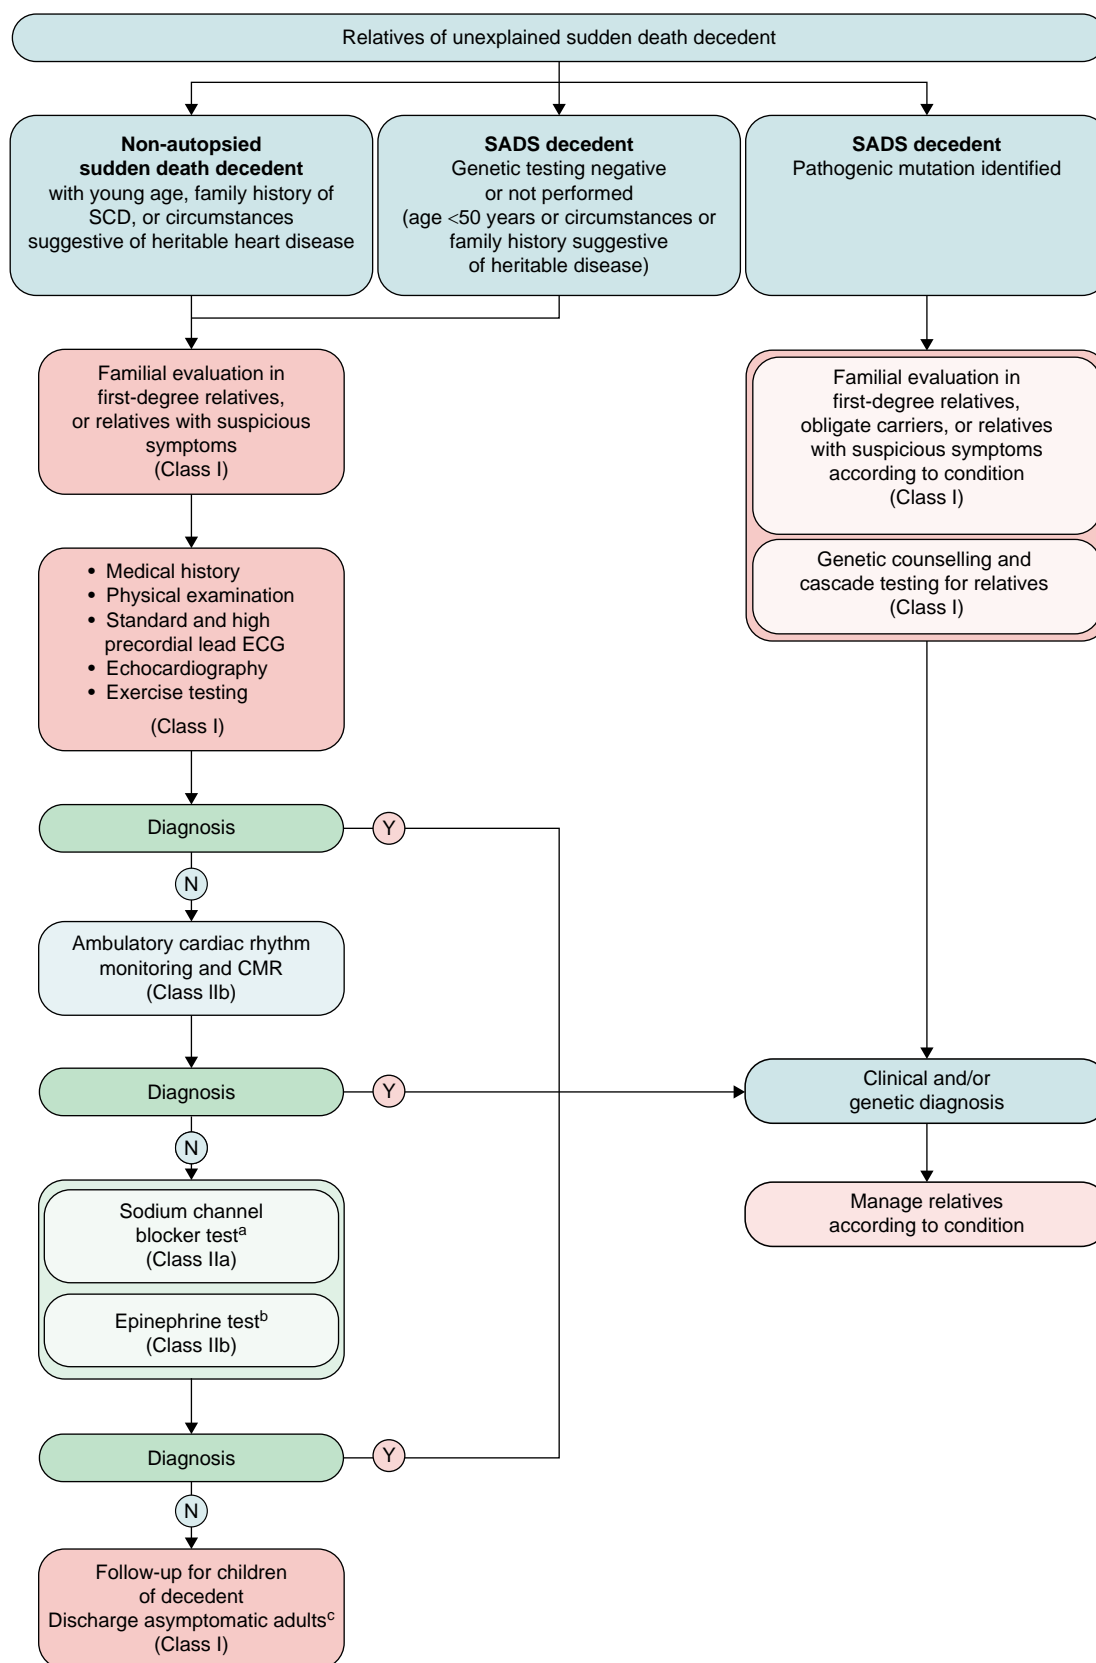 Relatives of unexplained sudden death decedent
Non-autopsied
sudden death decedent
with young age, family history of
SCD, or circumstances
suggestive of heritable heart disease
SADS decedent
Genetic testing negative
or not performed
(age <50 years or circumstances or
family history suggestive
of heritable disease)
SADS decedent
Pathogenic mutation identified
Familial evaluation in
first-degree relatives,
or relatives with suspicious
symptoms
(Class I)
Familial evaluation in
first-degree relatives,
obligate carriers, or relatives
with suspicious symptoms
according to condition
(Class I)
Genetic counselling and
cascade testing for relatives
(Class I)
• Medical history
• Physical examination
• Standard and high
precordial lead ECG
• Echocardiography
• Exercise testing
(Class I)
Diagnosis
Y
N
Ambulatory cardiac rhythm
monitoring and CMR
(Class IIb)
Diagnosis
Y
Clinical and/or
genetic diagnosis
N
Sodium channel
blocker testᵃ
(Class IIa)
Manage relatives
according to condition
Epinephrine testᵇ
(Class IIb)
Diagnosis
Y
N
Follow-up for children
of decedent
Discharge asymptomatic adultsᶜ
(Class I)